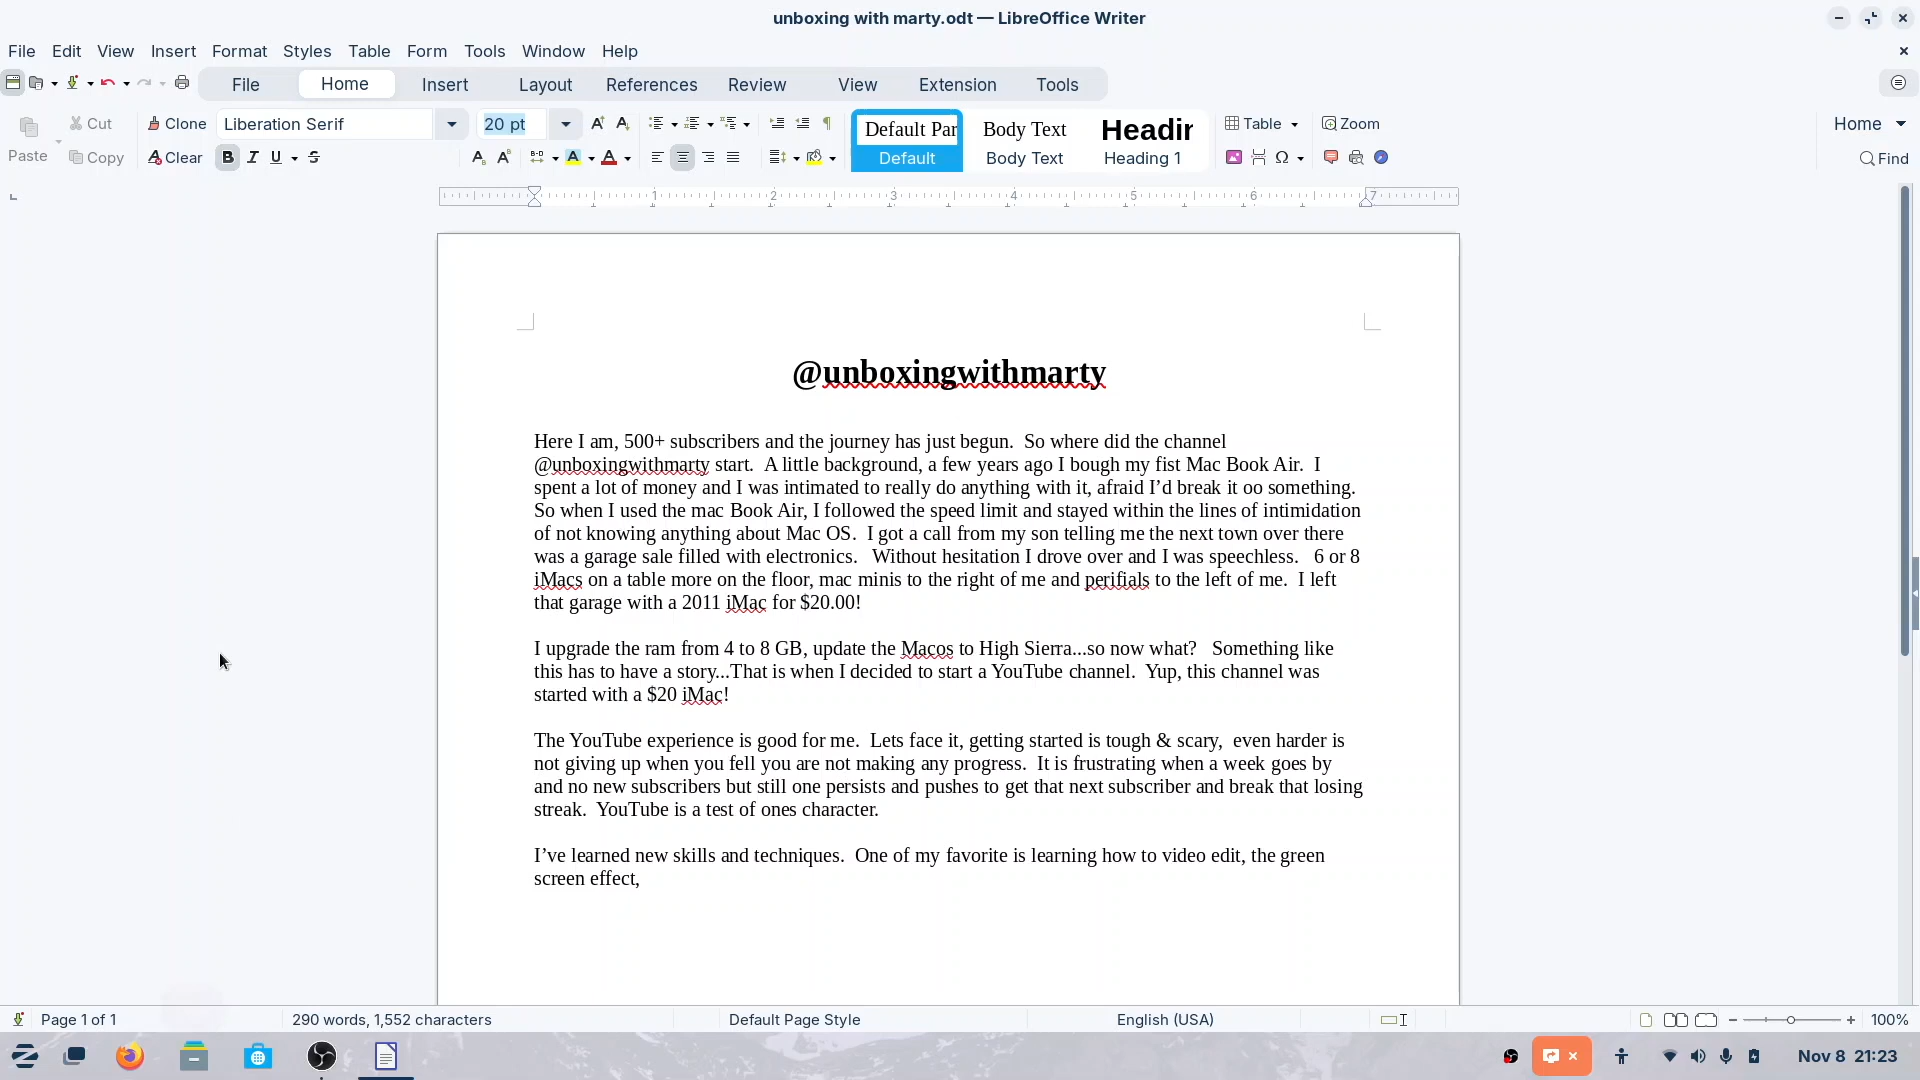 unboxing with marty.odt — LibreOffice Writer
File Edit View Insert Format Styles Table Form Tools Window Help
File Home Insert Layout References Review View Extension Tools
Paste Cut Copy Clone Clear Liberation Serif 20 pt
Default Par Body Text Headin
Default Body Text Heading 1
Table Zoom Home Find
1 2 3 4 5 6 7
@unboxingwithmarty
Here I am, 500+ subscribers and the journey has just begun.  So where did the channel
@unboxingwithmarty start.  A little background, a few years ago I bough my fist Mac Book Air.  I
spent a lot of money and I was intimated to really do anything with it, afraid I’d break it oo something.
So when I used the mac Book Air, I followed the speed limit and stayed within the lines of intimidation
of not knowing anything about Mac OS.  I got a call from my son telling me the next town over there
was a garage sale filled with electronics.   Without hesitation I drove over and I was speechless.   6 or 8
iMacs on a table more on the floor, mac minis to the right of me and perifials to the left of me.  I left
that garage with a 2011 iMac for $20.00!
I upgrade the ram from 4 to 8 GB, update the Macos to High Sierra...so now what?   Something like
this has to have a story...That is when I decided to start a YouTube channel.  Yup, this channel was
started with a $20 iMac!
The YouTube experience is good for me.  Lets face it, getting started is tough & scary,  even harder is
not giving up when you fell you are not making any progress.  It is frustrating when a week goes by
and no new subscribers but still one persists and pushes to get that next subscriber and break that losing
streak.  YouTube is a test of ones character.
I’ve learned new skills and techniques.  One of my favorite is learning how to video edit, the green
screen effect,
Page 1 of 1 290 words, 1,552 characters Default Page Style English (USA) 100%
Nov 8 21:23